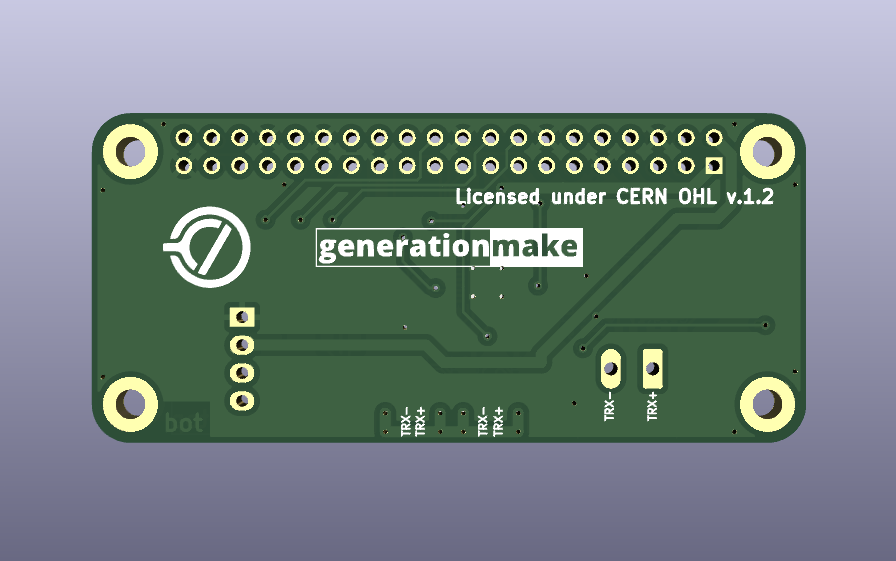 Licensed under CERN OHL v.1.2
generationmake
bot
TRX-
TRX+
TRX-
TRX+
TRX-
TRX+